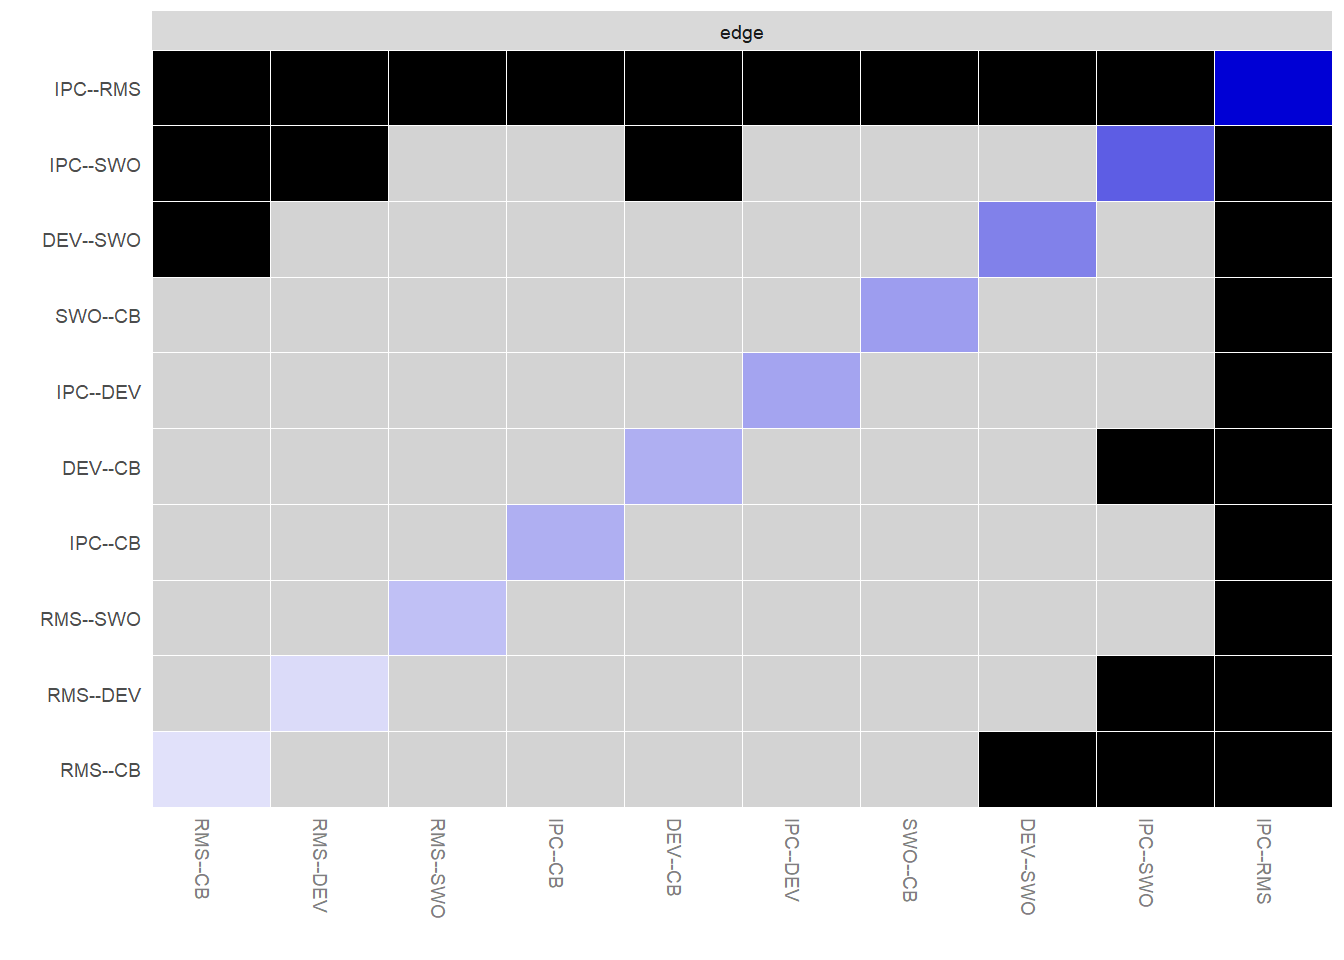 edge
IPC--RMS
IPC--SWO
DEV--SWO
SWO--CB
IPC--DEV
DEV--CB
IPC--CB
RMS--SWO
RMS--DEV
RMS--CB
RMS--CB
RMS--DEV
RMS--SWO
IPC--CB
DEV--CB
IPC--DEV
SWO--CB
DEV--SWO
IPC--SWO
IPC--RMS